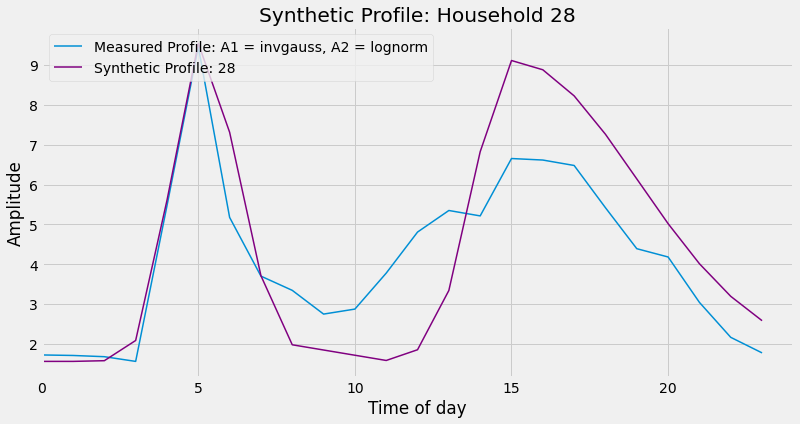 Synthetic Profile: Household 28
Measured Profile: A1 = invgauss, A2 = lognorm
Synthetic Profile: 28
Amplitude
9
8
7
6
5
4
3
2
0 5 10 15 20
Time of day